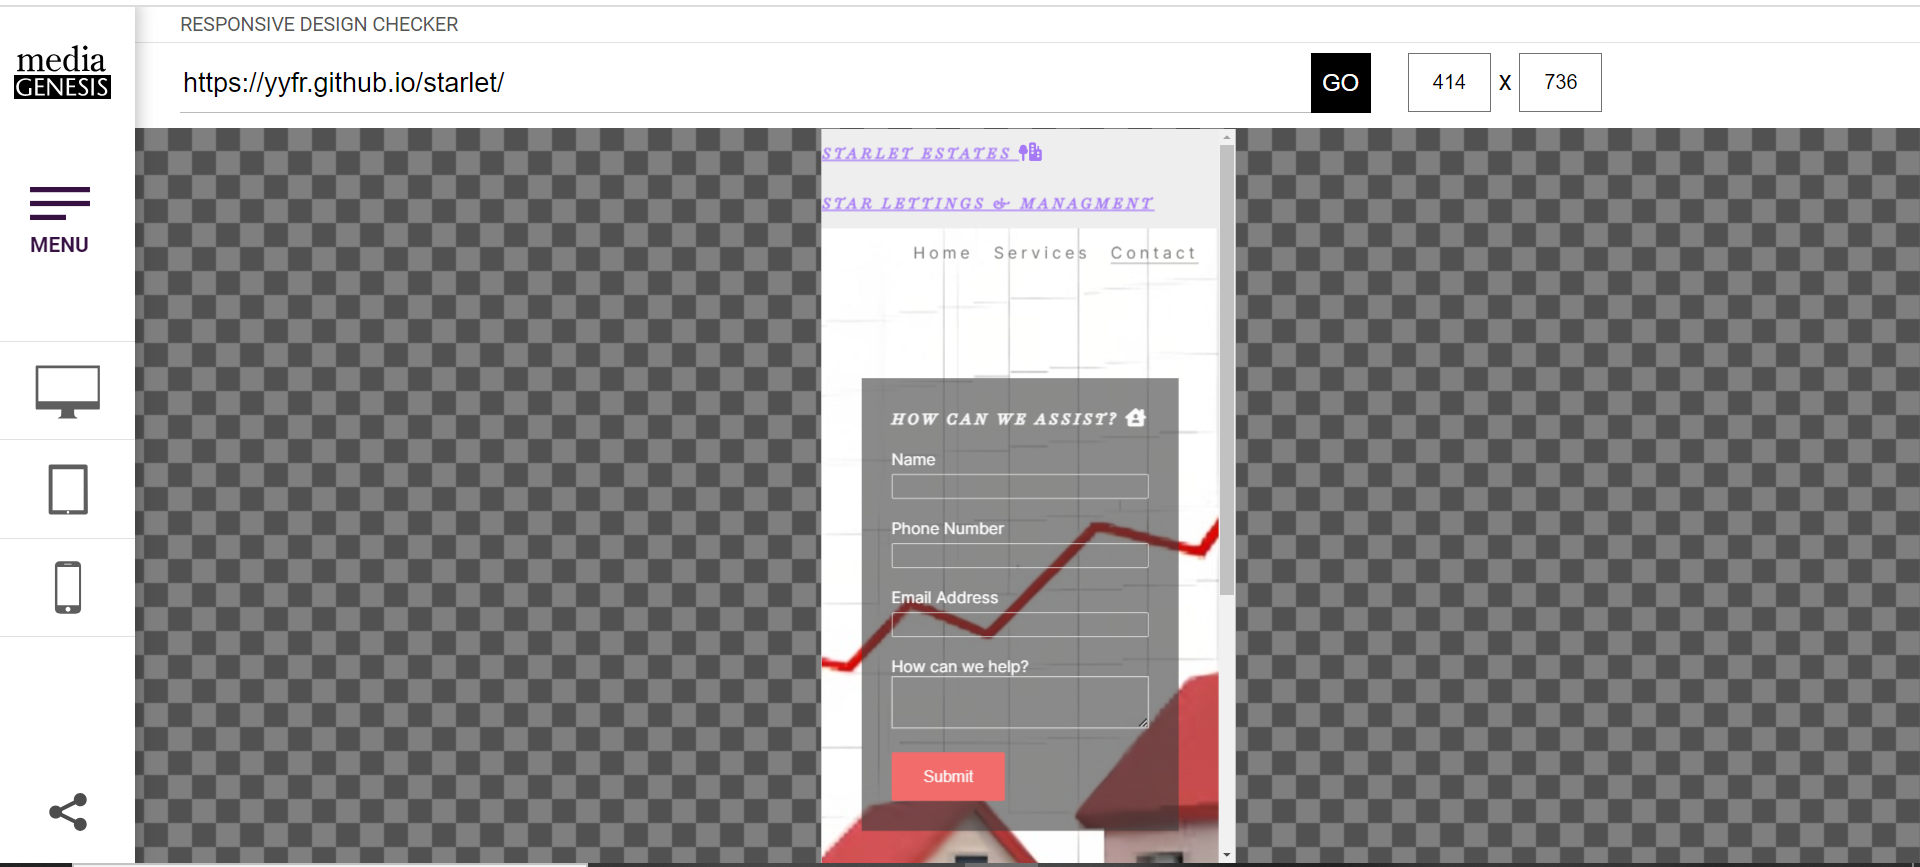 RESPONSIVE DESIGN CHECKER
media
GENESIS
https://yyfr.github.io/starlet/
GO
414 X 736
MENU
STARLET ESTATES
STAR LETTINGS & MANAGMENT
Home Services Contact
HOW CAN WE ASSIST?
Name
Phone Number
Email Address
How can we help?
Submit